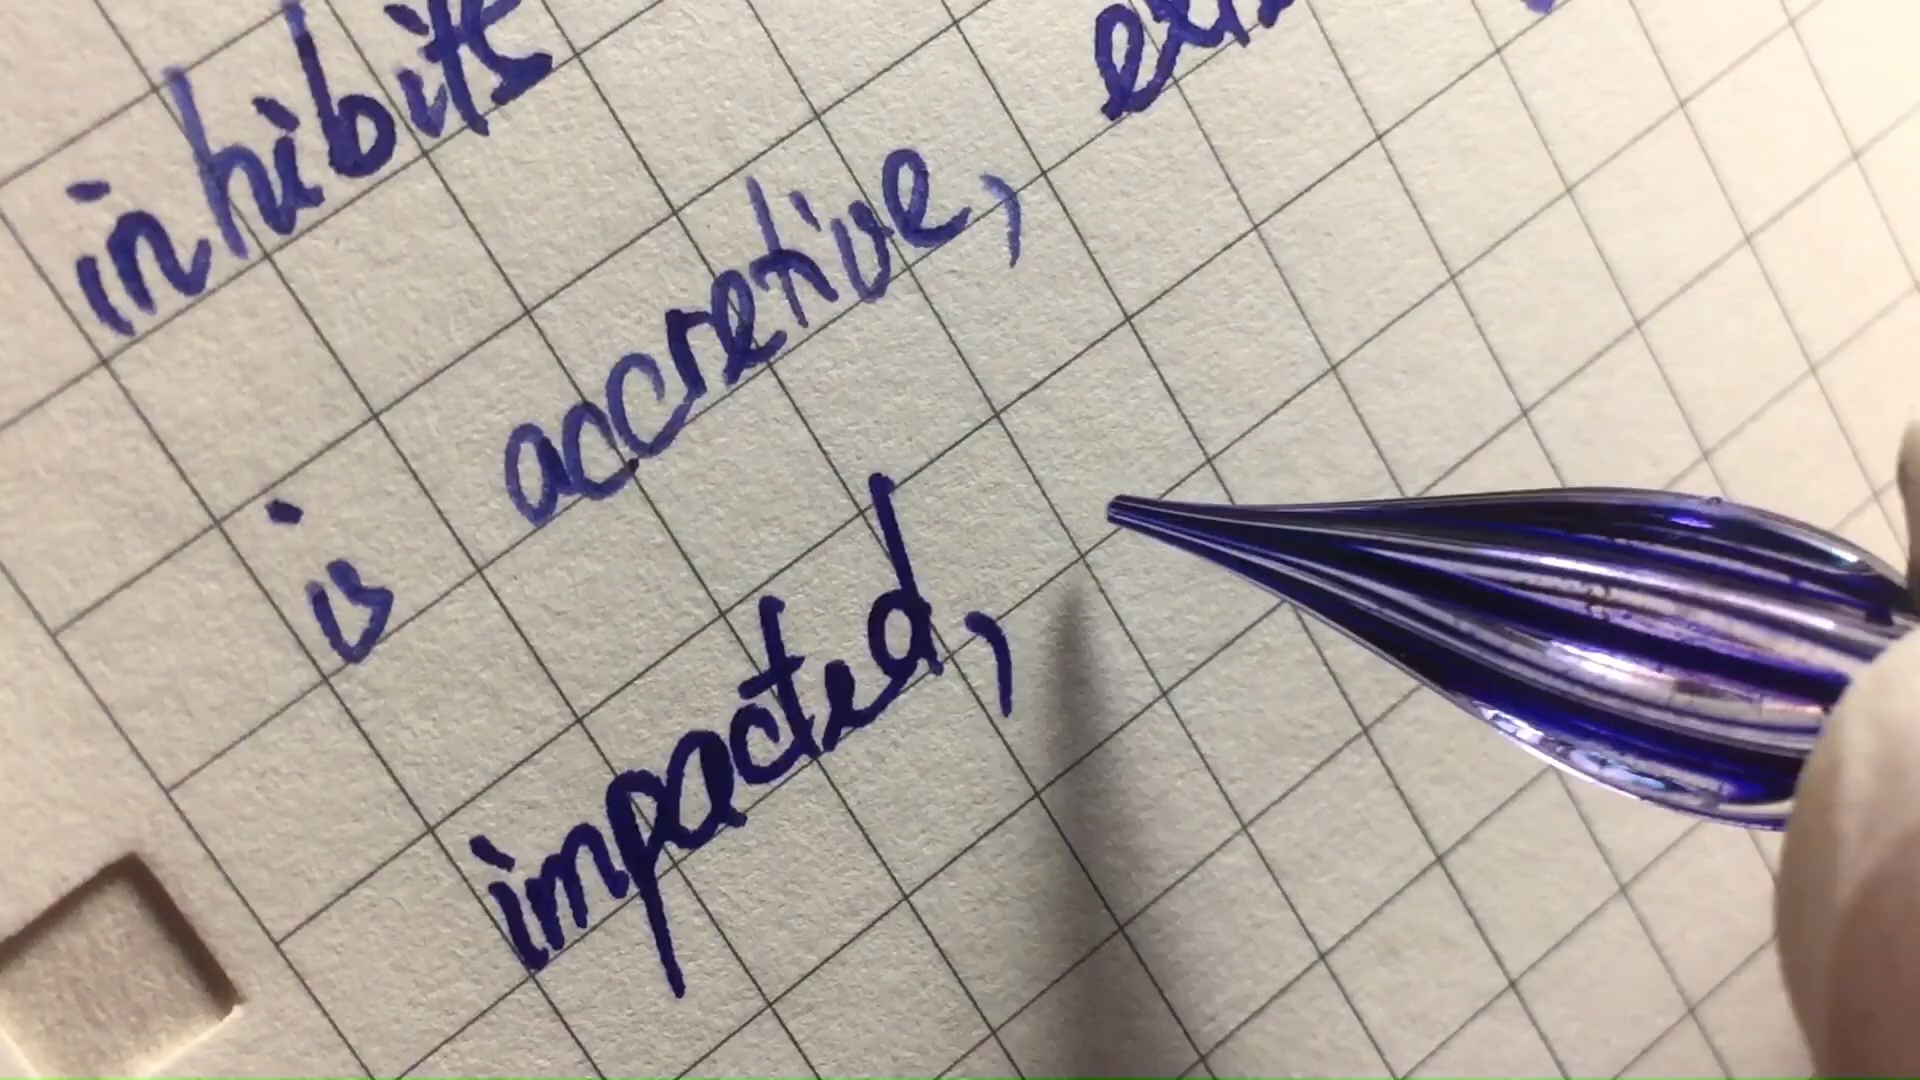 inhibits
is accretive,
impacted,